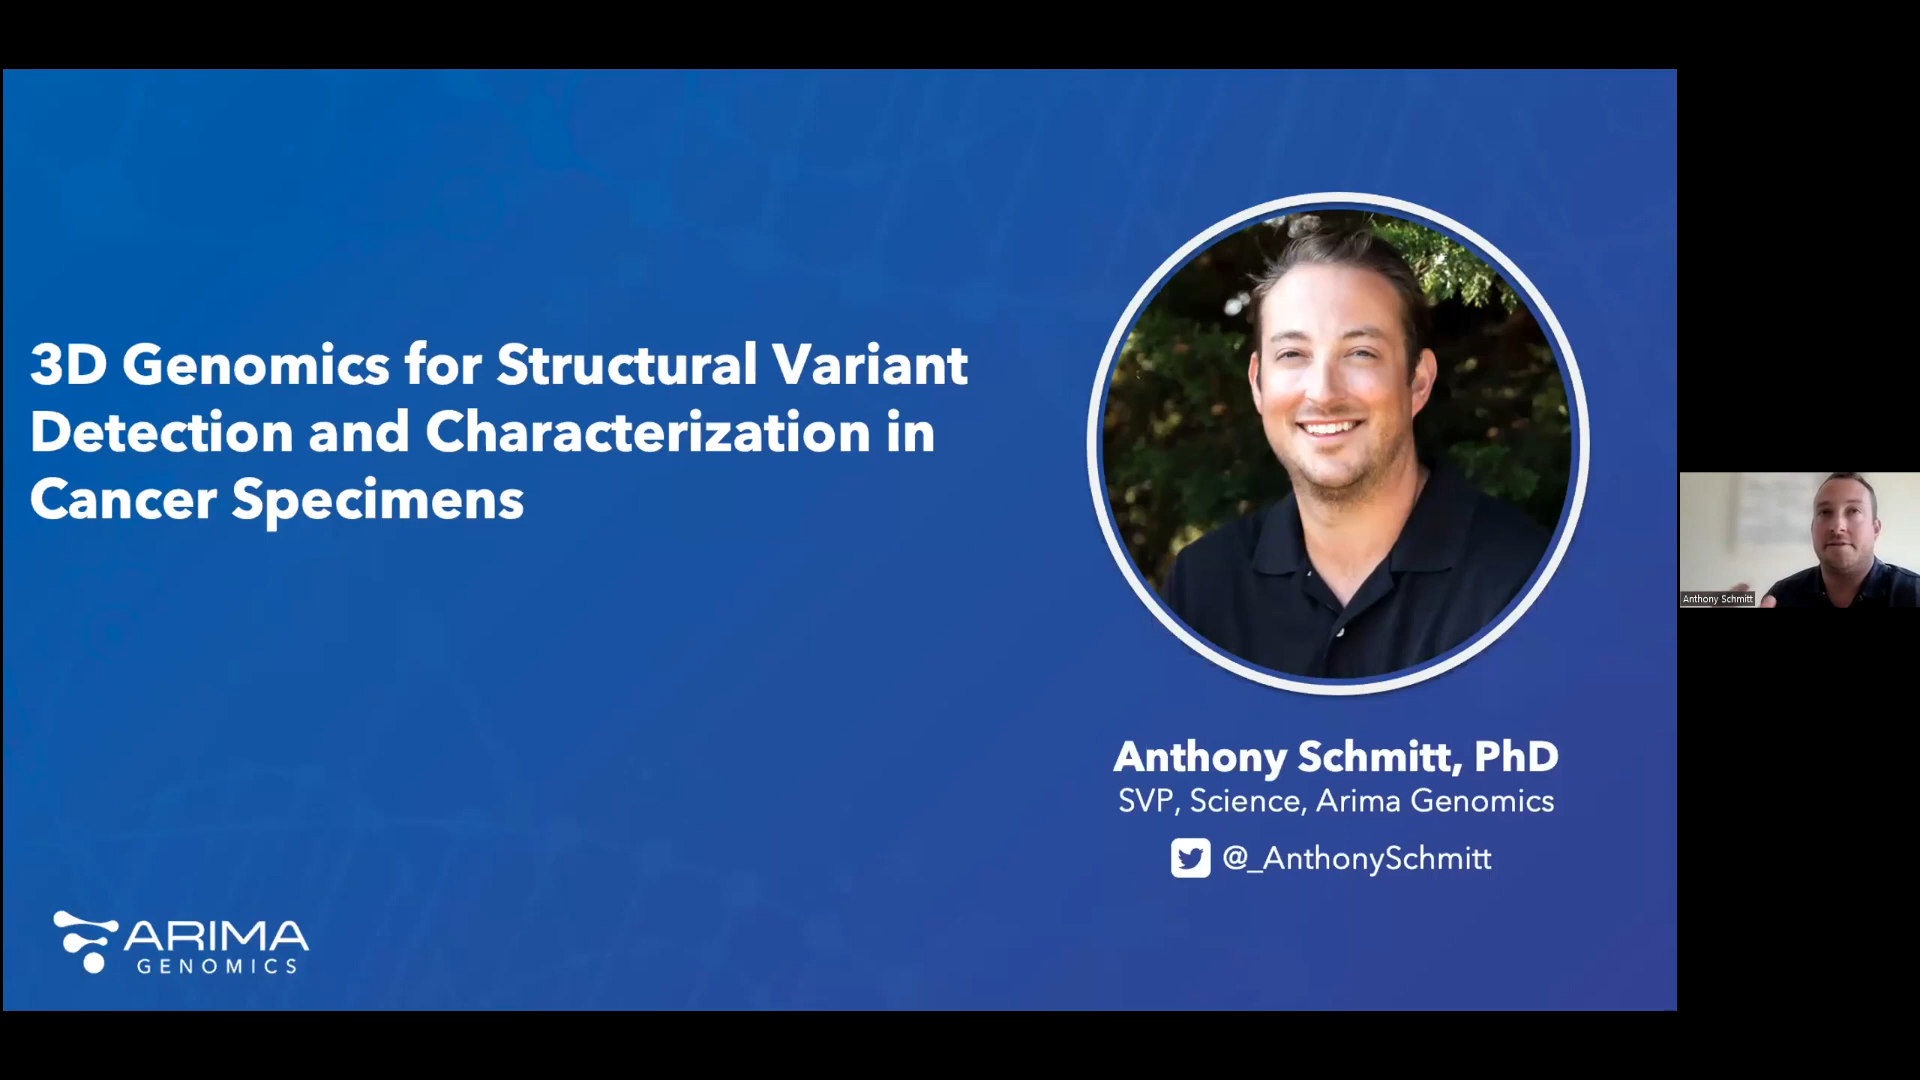 3D Genomics for Structural Variant
Detection and Characterization in
Cancer Specimens
Anthony Schmitt, PhD
SVP, Science, Arima Genomics
@_AnthonySchmitt
ARIMA
GENOMICS
Anthony Schmitt